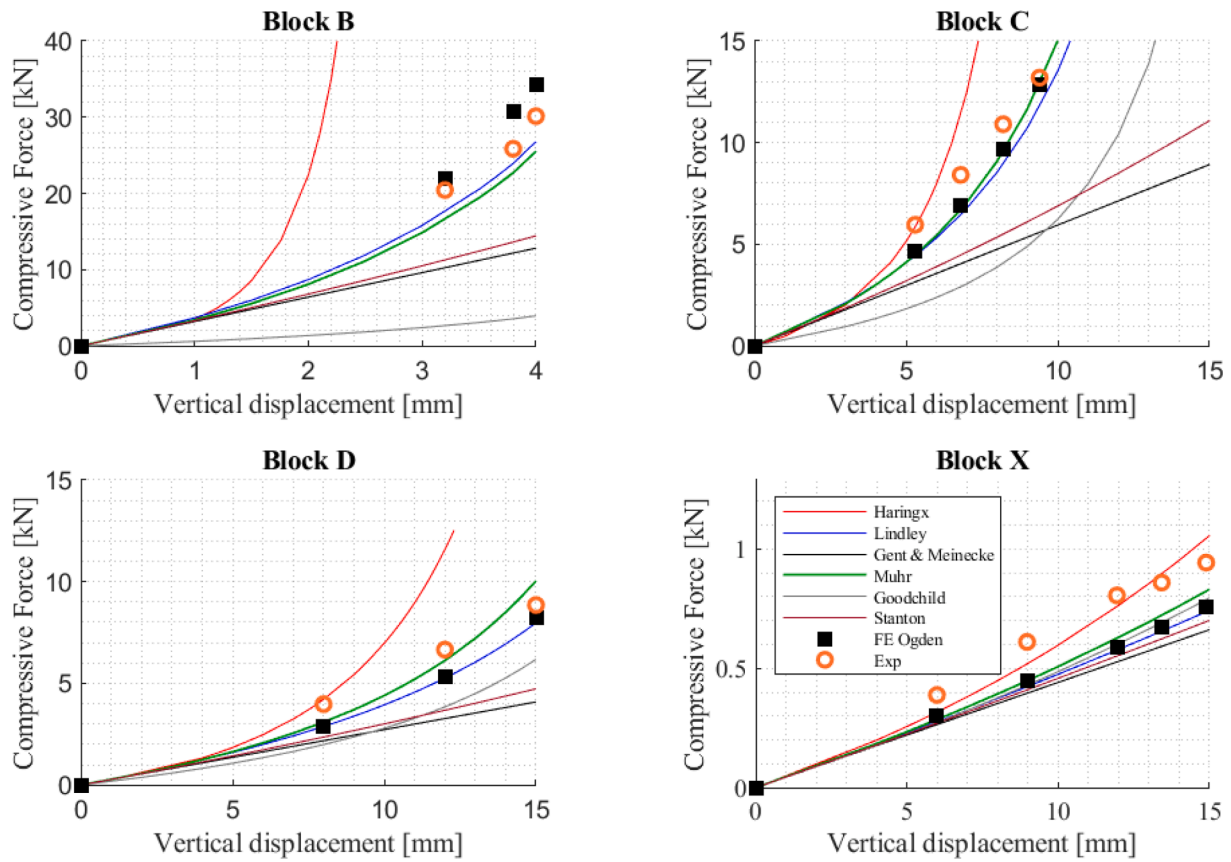 Block B
Compressive Force [kN]
40
30
20
10
0
0 1 2 3 4
Vertical displacement [mm]
Block C
Compressive Force [kN]
15
10
5
0
0 5 10 15
Vertical displacement [mm]
Block D
Compressive Force [kN]
15
10
5
0
0 5 10 15
Vertical displacement [mm]
Block X
Compressive Force [kN]
1
0.5
0
0 5 10 15
Vertical displacement [mm]
Haringx
Lindley
Gent & Meinecke
Muhr
Goodchild
Stanton
FE Ogden
Exp